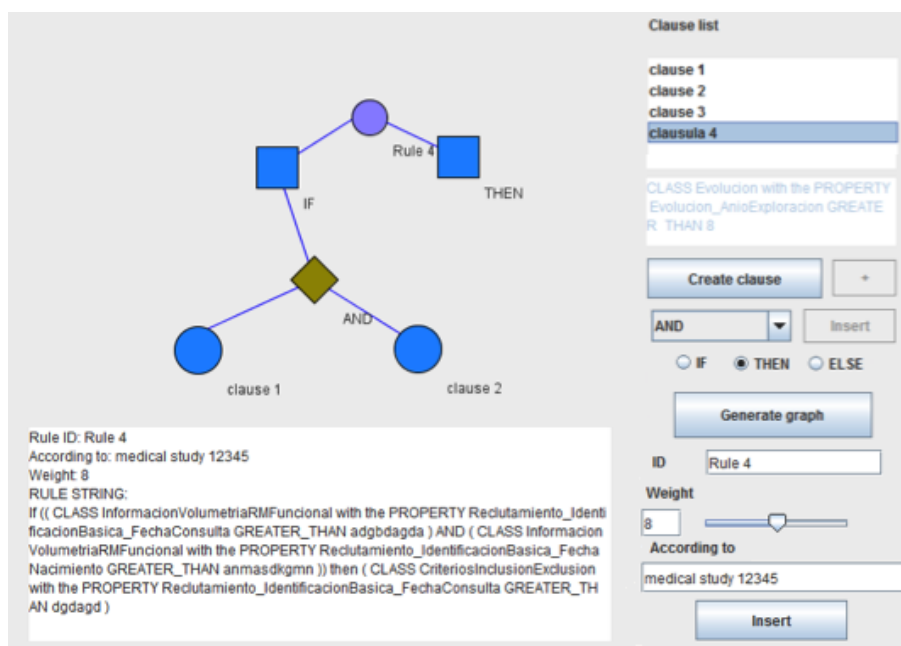 Clause list
clause 1
clause 2
clause 3
clausula 4
CLASS Evolucion with the PROPERTY
Evolucion_AnioExploracion GREATE
R THAN 8
Create clause
+
AND
Insert
IF
THEN
ELSE
Generate graph
ID
Rule 4
Weight
8
According to
medical study 12345
Insert
Rule 4
IF
THEN
AND
clause 1
clause 2
Rule ID: Rule 4
According to: medical study 12345
Weight: 8
RULE STRING:
If (( CLASS InformacionVolumetriaRMFuncional with the PROPERTY Reclutamiento_Identi
ficacionBasica_FechaConsulta GREATER_THAN adgbdagda ) AND ( CLASS Informacion
VolumetriaRMFuncional with the PROPERTY Reclutamiento_IdentificacionBasica_Fecha
Nacimiento GREATER_THAN anmasdkgmn )) then ( CLASS CriteriosInclusionExclusion
with the PROPERTY Reclutamiento_IdentificacionBasica_FechaConsulta GREATER_TH
AN dgdagd )